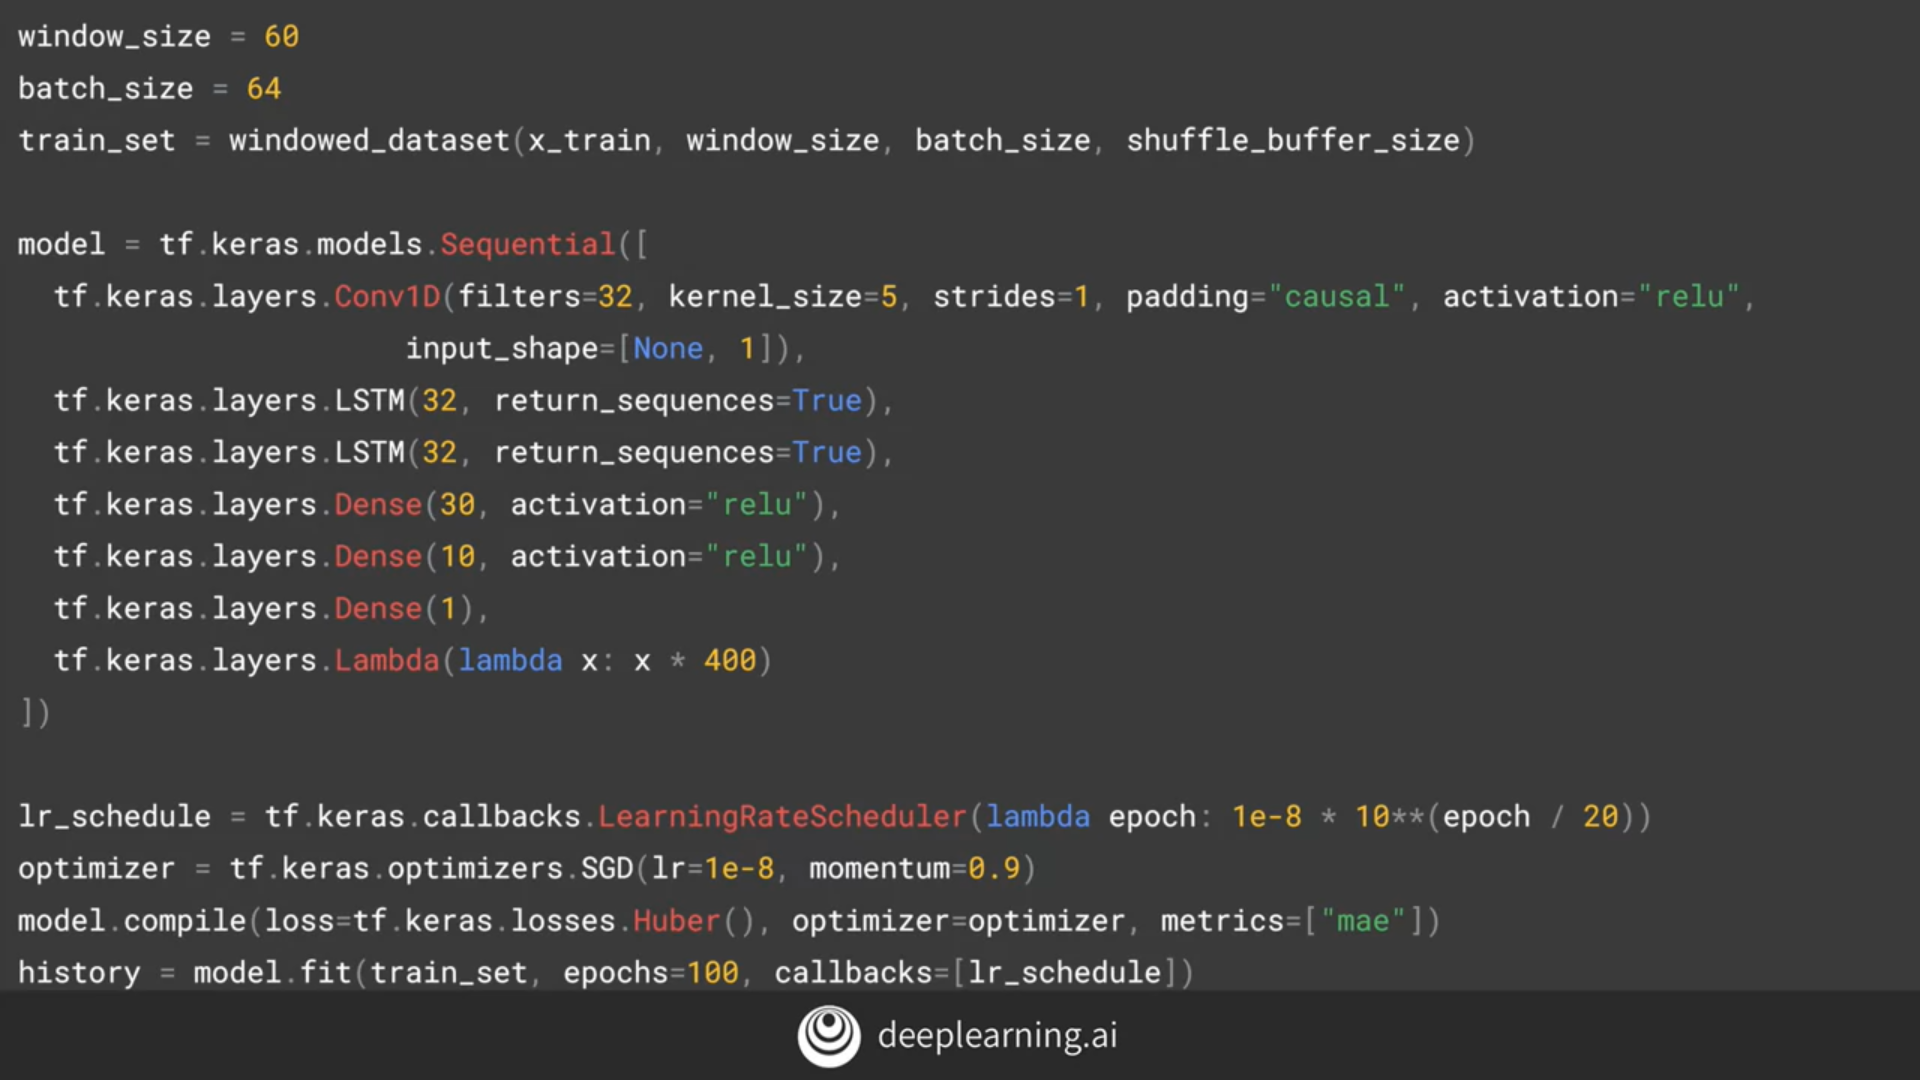 window_size = 60
batch_size = 64
train_set = windowed_dataset(x_train, window_size, batch_size, shuffle_buffer_size)
model = tf.keras.models.Sequential([
  tf.keras.layers.Conv1D(filters=32, kernel_size=5, strides=1, padding="causal", activation="relu",
                      input_shape=[None, 1]),
  tf.keras.layers.LSTM(32, return_sequences=True),
  tf.keras.layers.LSTM(32, return_sequences=True),
  tf.keras.layers.Dense(30, activation="relu"),
  tf.keras.layers.Dense(10, activation="relu"),
  tf.keras.layers.Dense(1),
  tf.keras.layers.Lambda(lambda x: x * 400)
])
lr_schedule = tf.keras.callbacks.LearningRateScheduler(lambda epoch: 1e-8 * 10**(epoch / 20))
optimizer = tf.keras.optimizers.SGD(lr=1e-8, momentum=0.9)
model.compile(loss=tf.keras.losses.Huber(), optimizer=optimizer, metrics=["mae"])
history = model.fit(train_set, epochs=100, callbacks=[lr_schedule])
deeplearning.ai